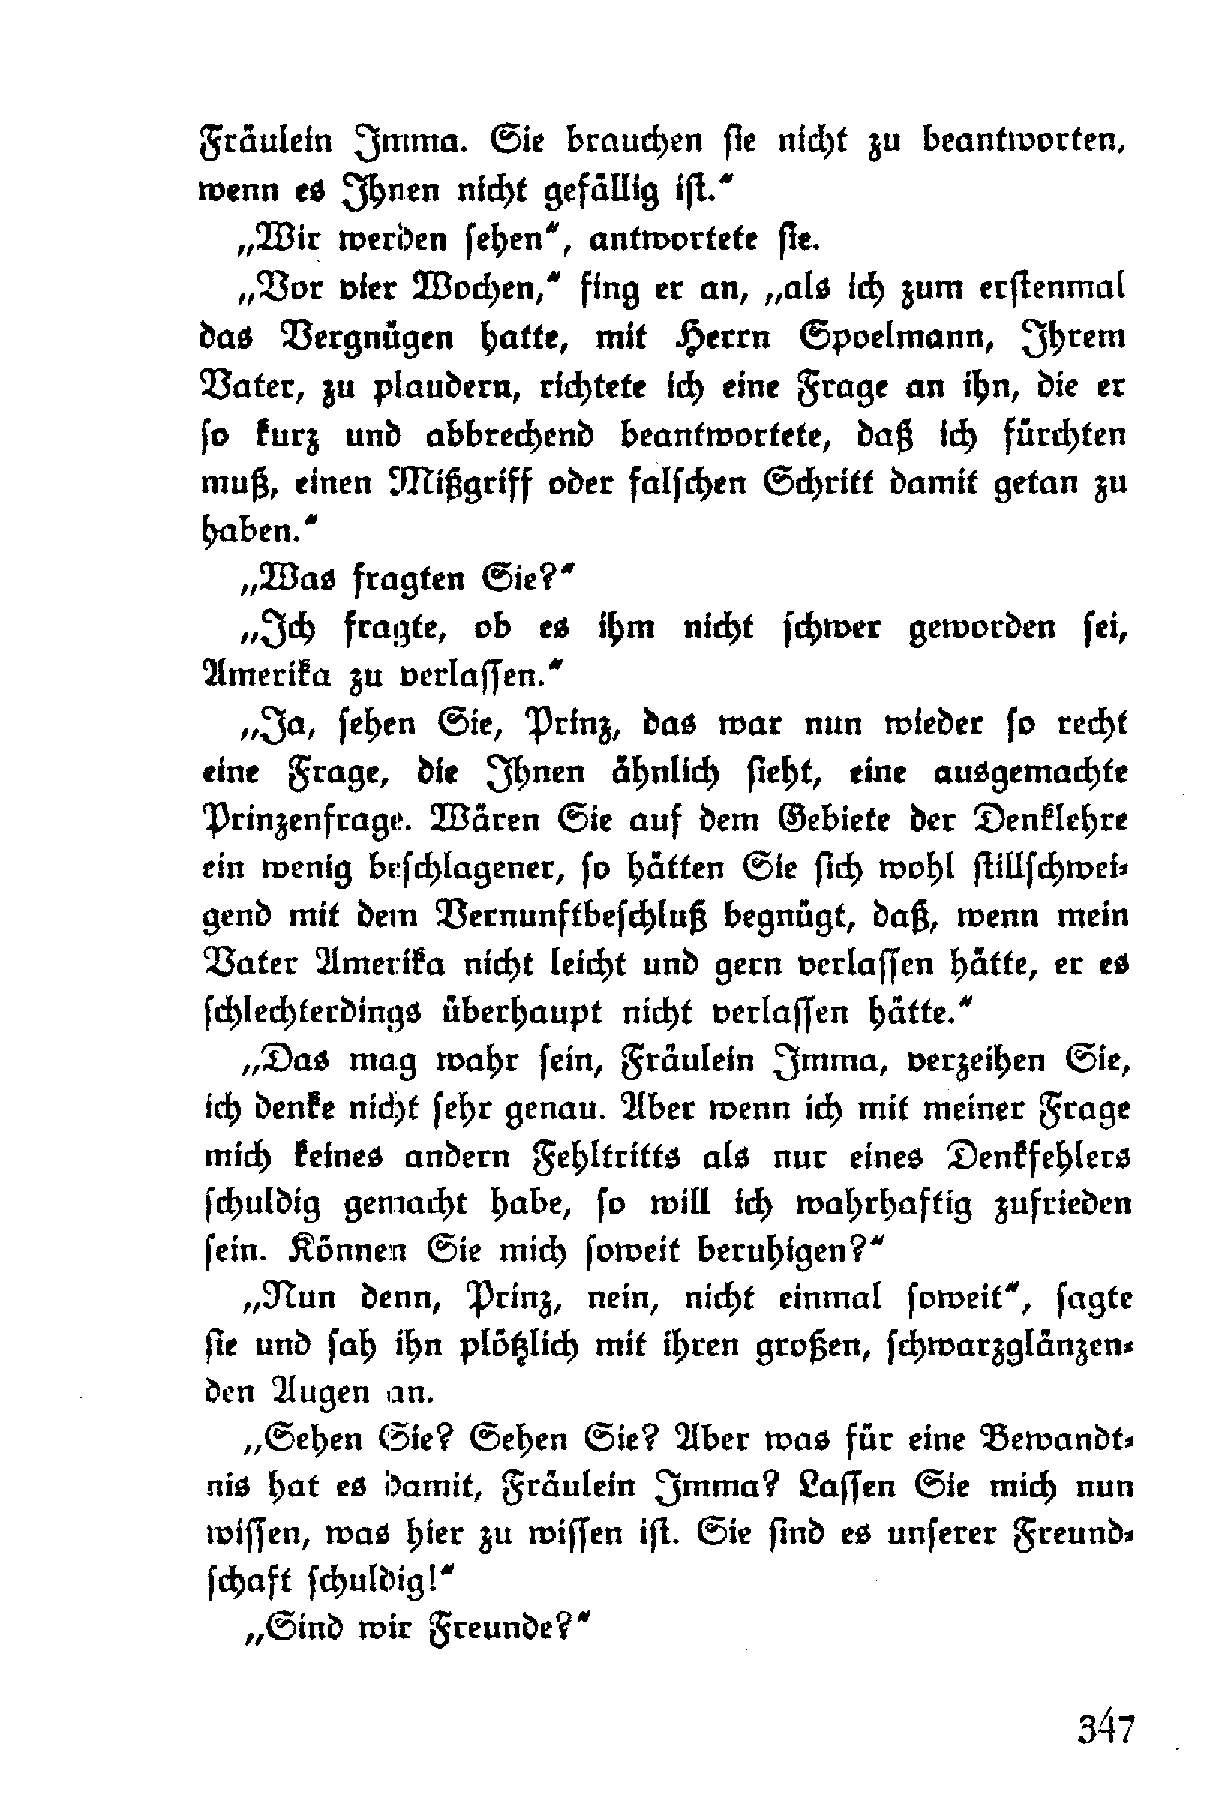 Fräulein Imma. Sie brauchen sie nicht zu beantworten,
wenn es Ihnen nicht gefällig ist.“
„Wir werden sehen“, antwortete sie.
„Vor vier Wochen,“ fing er an, „als ich zum erstenmal
das Vergnügen hatte, mit Herrn Spoelmann, Ihrem
Vater, zu plaudern, richtete ich eine Frage an ihn, die er
so kurz und abbrechend beantwortete, daß ich fürchten
muß, einen Mißgriff oder falschen Schritt damit getan zu
haben.“
„Was fragten Sie?“
„Ich fragte, ob es ihm nicht schwer geworden sei,
Amerika zu verlassen.“
„Ja, sehen Sie, Prinz, das war nun wieder so recht
eine Frage, die Ihnen ähnlich sieht, eine ausgemachte
Prinzenfrage. Wären Sie auf dem Gebiete der Denklehre
ein wenig beschlagener, so hätten Sie sich wohl stillschwei-
gend mit dem Vernunftbeschluß begnügt, daß, wenn mein
Vater Amerika nicht leicht und gern verlassen hätte, er es
schlechterdings überhaupt nicht verlassen hätte.“
„Das mag wahr sein, Fräulein Imma, verzeihen Sie,
ich denke nicht sehr genau. Aber wenn ich mit meiner Frage
mich keines andern Fehltritts als nur eines Denkfehlers
schuldig gemacht habe, so will ich wahrhaftig zufrieden
sein. Können Sie mich soweit beruhigen?“
„Nun denn, Prinz, nein, nicht einmal soweit“, sagte
sie und sah ihn plötzlich mit ihren großen, schwarzglänzen-
den Augen an.
„Sehen Sie? Sehen Sie? Aber was für eine Bewandt-
nis hat es damit, Fräulein Imma? Lassen Sie mich nun
wissen, was hier zu wissen ist. Sie sind es unserer Freund-
schaft schuldig!“
„Sind wir Freunde?“
347